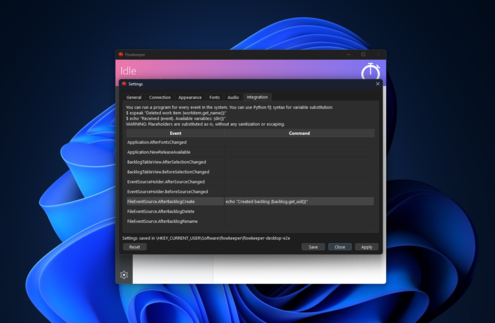 flowkeeper
Idle
Settings
General Connection Appearance Fonts Audio Integration
You can run a program for every event in the system. You can use Python f{} syntax for variable substitution:
$ espeak "Deleted work item {workitem.get_name()}"
$ echo "Received {event}. Available variables: {dir()}"
WARNING: Placeholders are substituted as-is, without any sanitization or escaping.
Event Command
Application.AfterFontsChanged
Application.NewReleaseAvailable
BacklogTableView.AfterSelectionChanged
BacklogTableView.BeforeSelectionChanged
EventSourceHolder.AfterSourceChanged
EventSourceHolder.BeforeSourceChanged
FileEventSource.AfterBacklogCreate echo "Created backlog {backlog.get_uid()}"
FileEventSource.AfterBacklogDelete
FileEventSource.AfterBacklogRename
Settings saved in \HKEY_CURRENT_USER\Software\flowkeeper\flowkeeper-desktop-e2e
Reset Save Close Apply